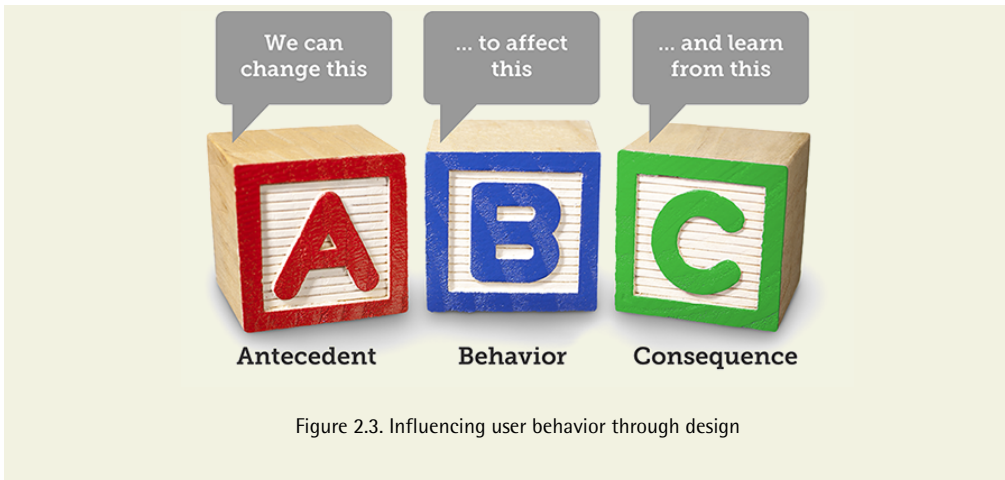 We can
change this
... to affect
this
... and learn
from this
A
B
C
Antecedent
Behavior
Consequence
Figure 2.3. Influencing user behavior through design